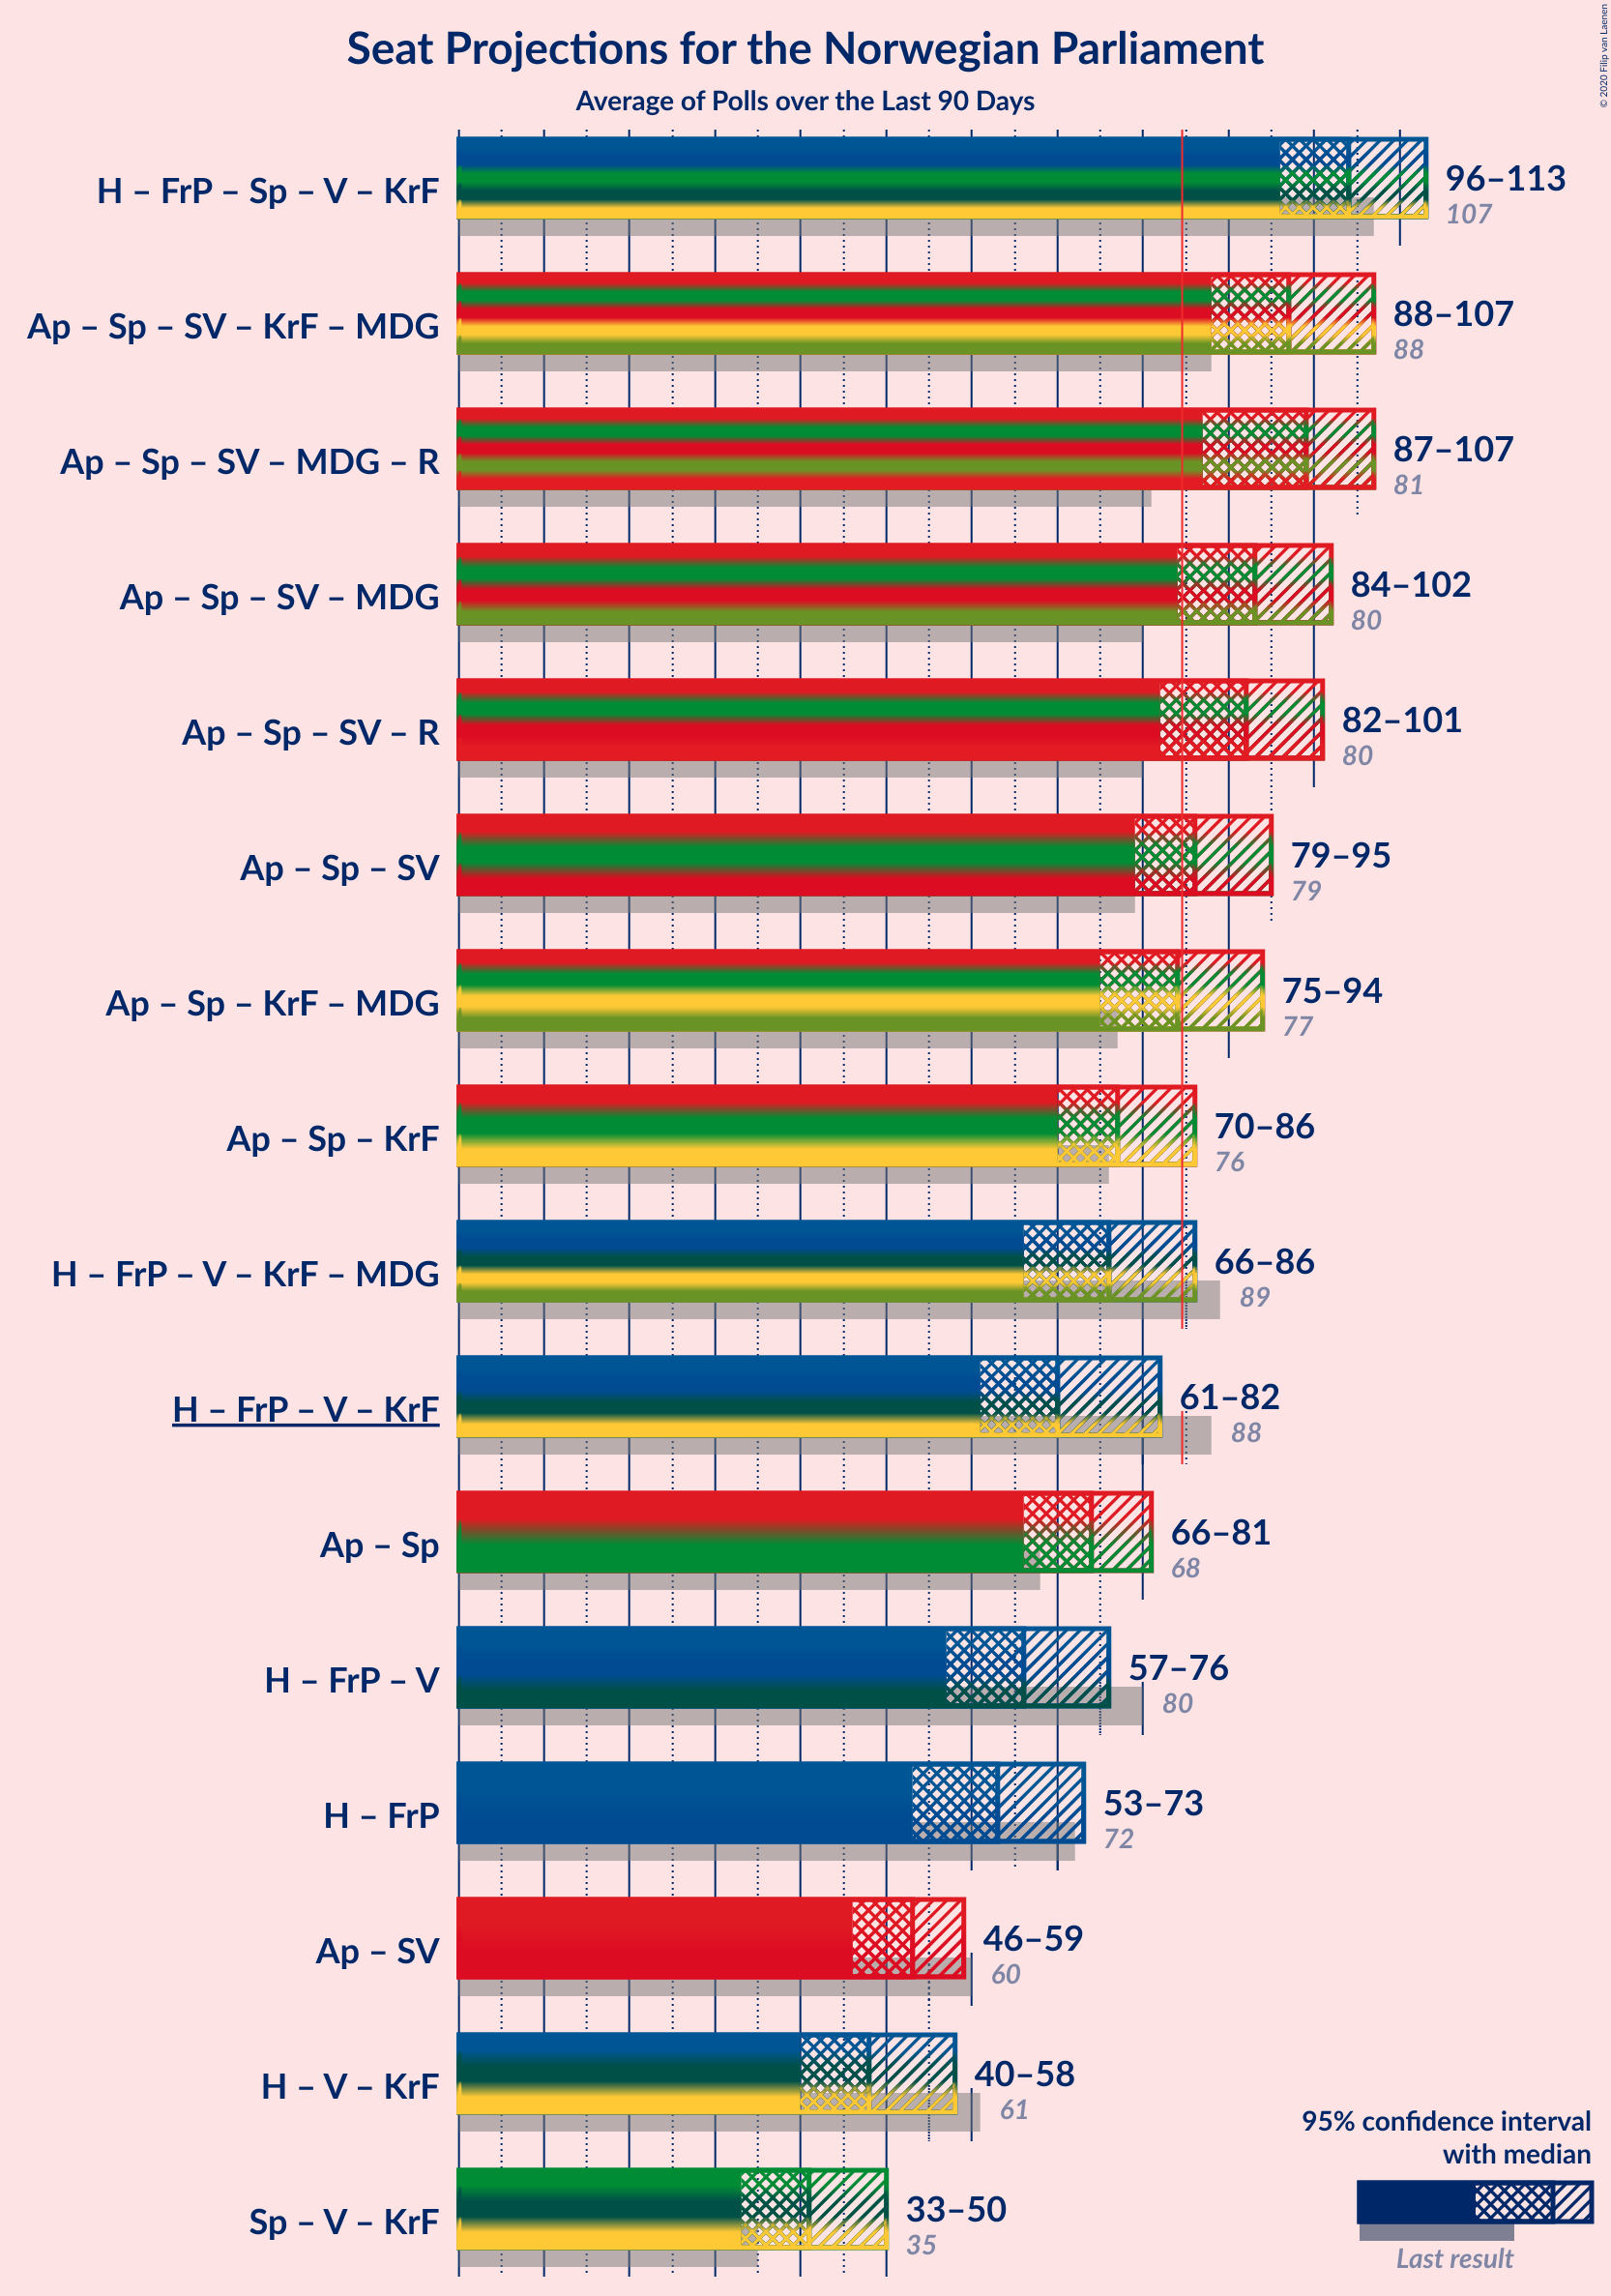 © 2020 Filip van Laenen
Seat Projections for the Norwegian Parliament
Average of Polls over the Last 90 Days
H – FrP – Sp – V – KrF 96–113
107
Ap – Sp – SV – KrF – MDG 88–107
88
Ap – Sp – SV – MDG – R 87–107
81
Ap – Sp – SV – MDG 84–102
80
Ap – Sp – SV – R 82–101
80
Ap – Sp – SV 79–95
79
Ap – Sp – KrF – MDG 75–94
77
Ap – Sp – KrF 70–86
76
H – FrP – V – KrF – MDG 66–86
89
H – FrP – V – KrF 61–82
88
Ap – Sp 66–81
68
H – FrP – V 57–76
80
H – FrP 53–73
72
Ap – SV 46–59
60
H – V – KrF 40–58
61
Sp – V – KrF 33–50
35
95% confidence interval
with median
Last result